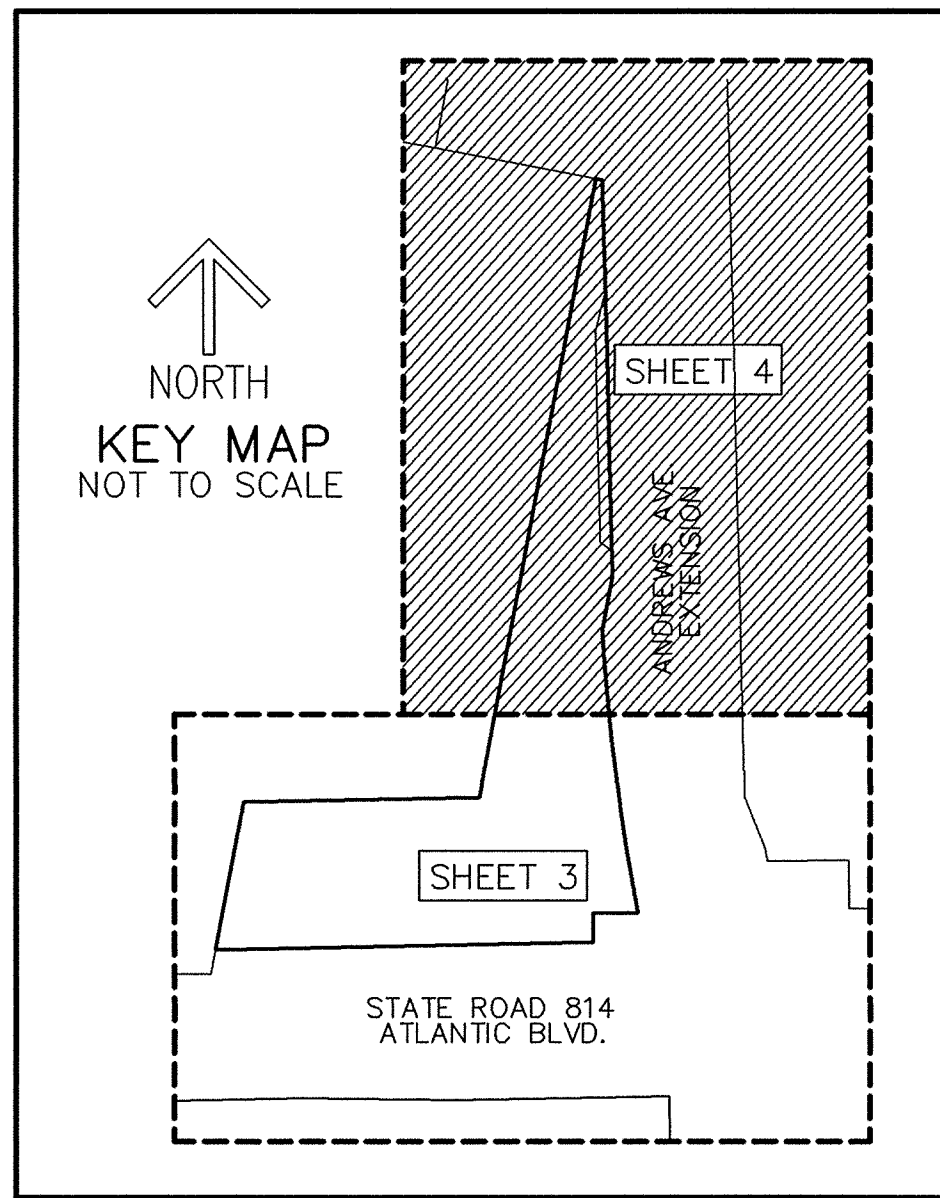 SHEET 4
NORTH
KEY MAP
NOT TO SCALE
ANDREWS AVE
EXTENSION
SHEET 3
STATE ROAD 814
ATLANTIC BLVD.